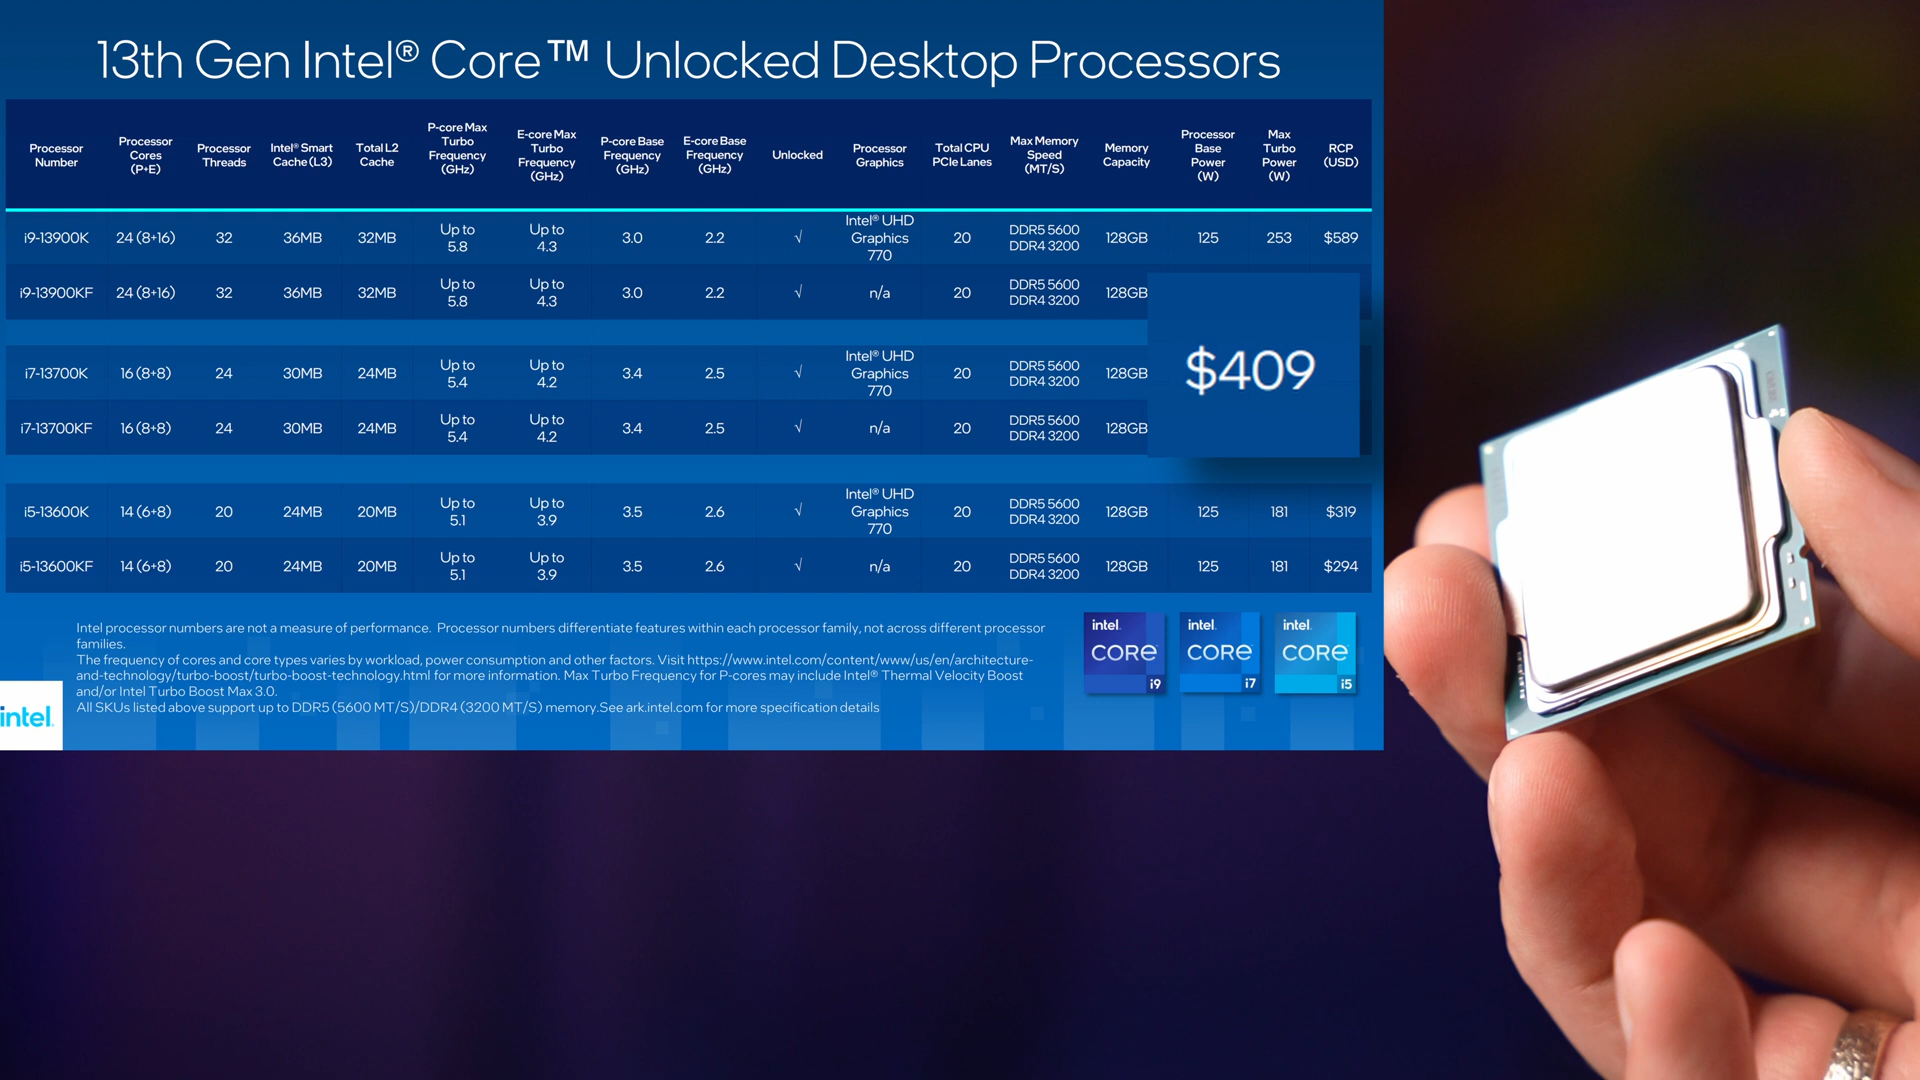 13th Gen Intel® Core™ Unlocked Desktop Processors
Processor Number | Processor Cores (P+E) | Processor Threads | Intel® Smart Cache (L3) | Total L2 Cache | P-core Max Turbo Frequency (GHz) | E-core Max Turbo Frequency (GHz) | P-core Base Frequency (GHz) | E-core Base Frequency (GHz) | Unlocked | Processor Graphics | Total CPU PCIe Lanes | Max Memory Speed (MT/S) | Memory Capacity | Processor Base Power (W) | Max Turbo Power (W) | RCP (USD)
i9-13900K | 24 (8+16) | 32 | 36MB | 32MB | Up to 5.8 | Up to 4.3 | 3.0 | 2.2 | √ | Intel® UHD Graphics 770 | 20 | DDR5 5600 DDR4 3200 | 128GB | 125 | 253 | $589
i9-13900KF | 24 (8+16) | 32 | 36MB | 32MB | Up to 5.8 | Up to 4.3 | 3.0 | 2.2 | √ | n/a | 20 | DDR5 5600 DDR4 3200 | 128GB
i7-13700K | 16 (8+8) | 24 | 30MB | 24MB | Up to 5.4 | Up to 4.2 | 3.4 | 2.5 | √ | Intel® UHD Graphics 770 | 20 | DDR5 5600 DDR4 3200 | 128GB
$409
i7-13700KF | 16 (8+8) | 24 | 30MB | 24MB | Up to 5.4 | Up to 4.2 | 3.4 | 2.5 | √ | n/a | 20 | DDR5 5600 DDR4 3200 | 128GB
i5-13600K | 14 (6+8) | 20 | 24MB | 20MB | Up to 5.1 | Up to 3.9 | 3.5 | 2.6 | √ | Intel® UHD Graphics 770 | 20 | DDR5 5600 DDR4 3200 | 128GB | 125 | 181 | $319
i5-13600KF | 14 (6+8) | 20 | 24MB | 20MB | Up to 5.1 | Up to 3.9 | 3.5 | 2.6 | √ | n/a | 20 | DDR5 5600 DDR4 3200 | 128GB | 125 | 181 | $294
Intel processor numbers are not a measure of performance. Processor numbers differentiate features within each processor family, not across different processor
families.
The frequency of cores and core types varies by workload, power consumption and other factors. Visit https://www.intel.com/content/www/us/en/architecture-
and-technology/turbo-boost/turbo-boost-technology.html for more information. Max Turbo Frequency for P-cores may include Intel® Thermal Velocity Boost
and/or Intel Turbo Boost Max 3.0.
All SKUs listed above support up to DDR5 (5600 MT/S)/DDR4 (3200 MT/S) memory.See ark.intel.com for more specification details
intel. CORE i9
intel. CORE i7
intel. CORE i5
intel.